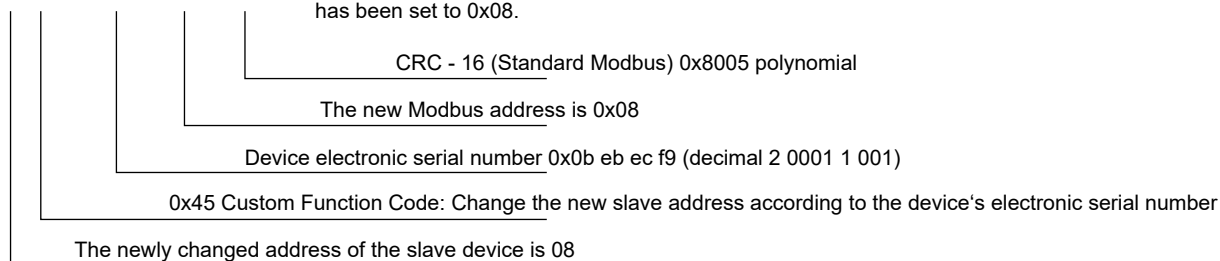 has been set to 0x08.
CRC - 16 (Standard Modbus) 0x8005 polynomial
The new Modbus address is 0x08
Device electronic serial number 0x0b eb ec f9 (decimal 2 0001 1 001)
0x45 Custom Function Code: Change the new slave address according to the device‘s electronic serial number
The newly changed address of the slave device is 08